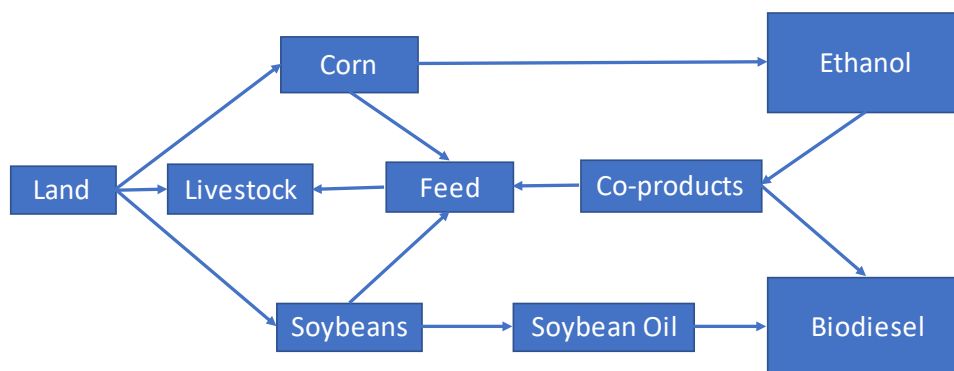 Corn
Ethanol
Land
Livestock
Feed
Co-products
Soybeans
Soybean Oil
Biodiesel